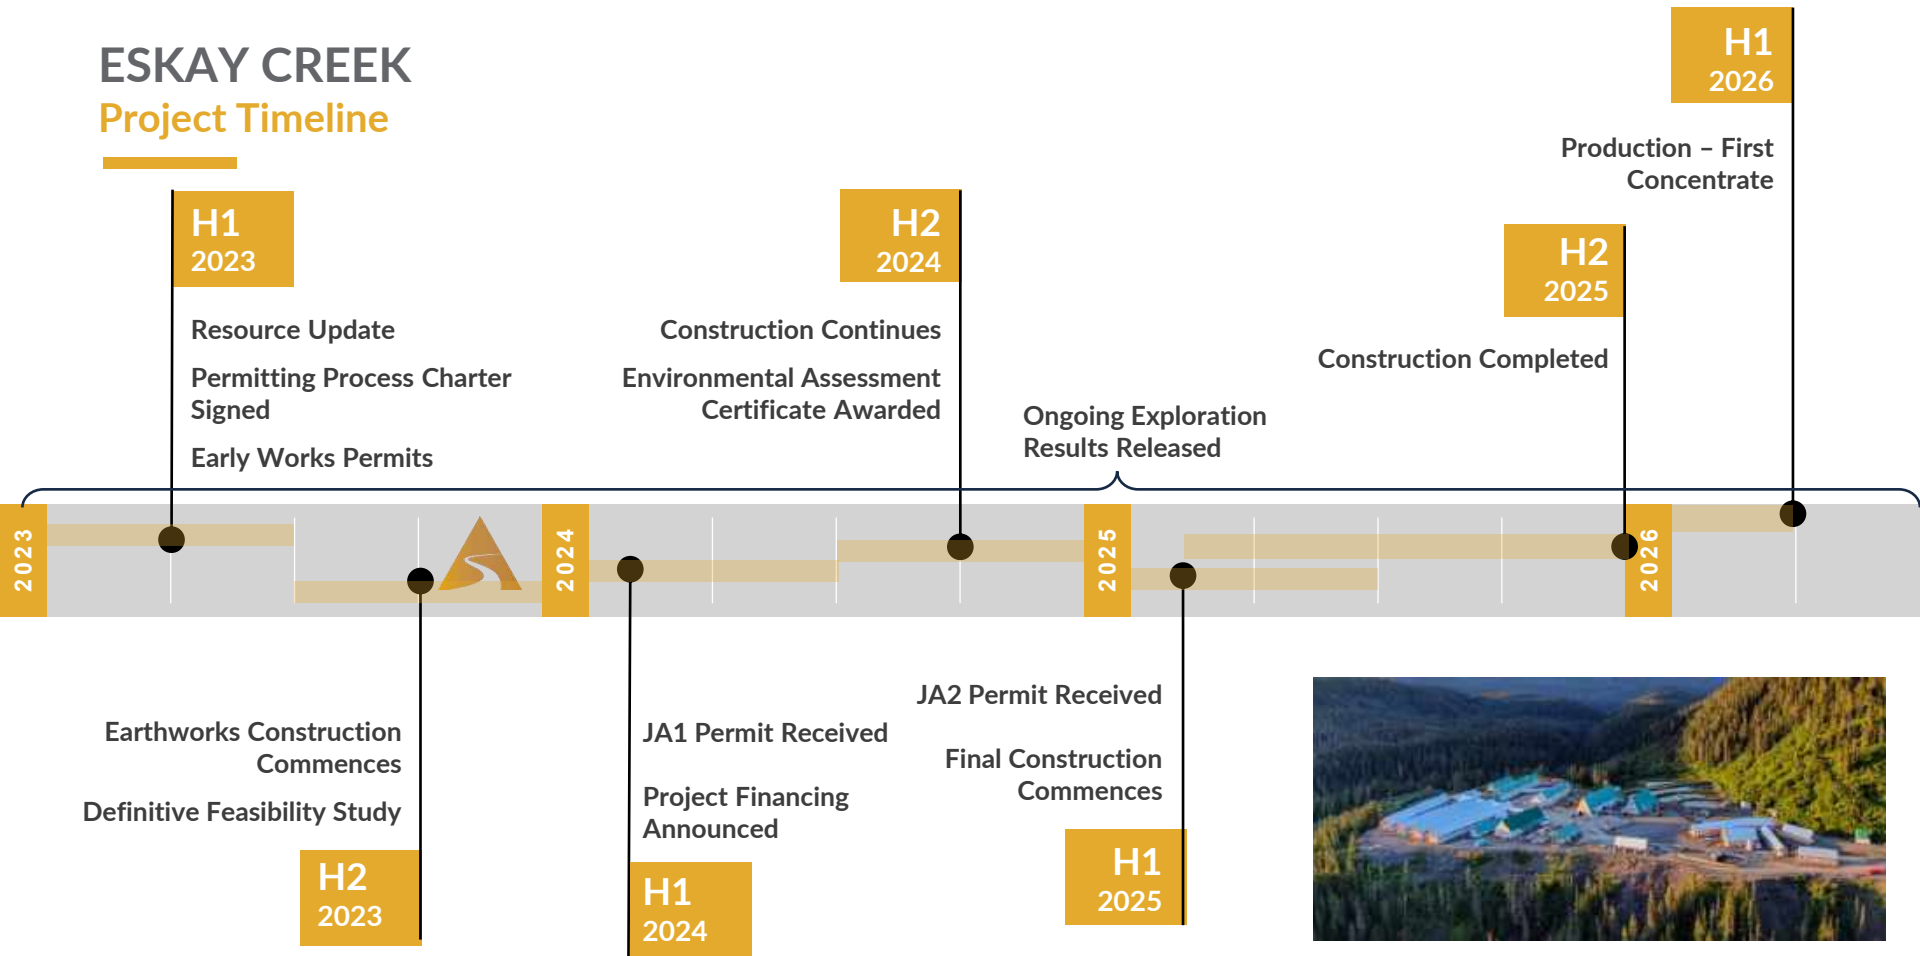 ESKAY CREEK
Project Timeline
H1
2023
Resource Update
Permitting Process Charter
Signed
Early Works Permits
H2
2024
Construction Continues
Environmental Assessment
Certificate Awarded
Ongoing Exploration
Results Released
H2
2025
Construction Completed
H1
2026
Production – First
Concentrate
2023
2024
2025
2026
Earthworks Construction
Commences
Definitive Feasibility Study
H2
2023
JA1 Permit Received
Project Financing
Announced
H1
2024
JA2 Permit Received
Final Construction
Commences
H1
2025